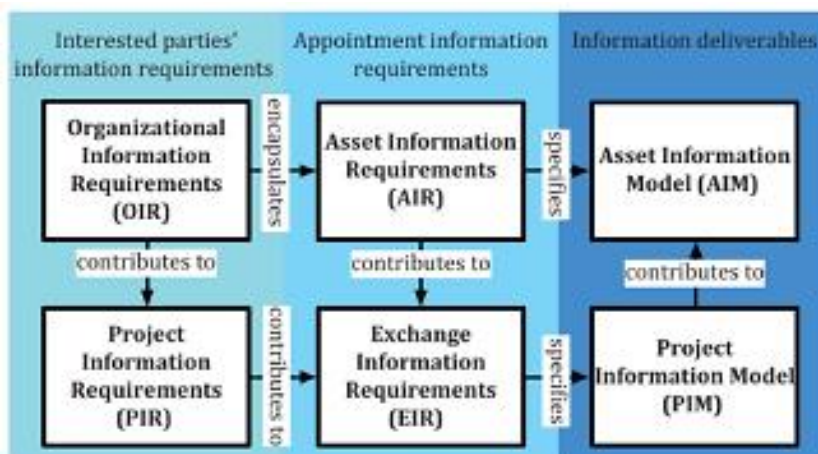 Interested parties'
information requirements
Appointment information
requirements
Information deliverables
Organizational
Information
Requirements
(OIR)
encapsulates
Asset Information
Requirements
(AIR)
specifies
Asset Information
Model (AIM)
contributes to
contributes to
contributes to
Project
Information
Requirements
(PIR)
contributes to
Exchange
Information
Requirements
(EIR)
specifies
Project
Information Model
(PIM)